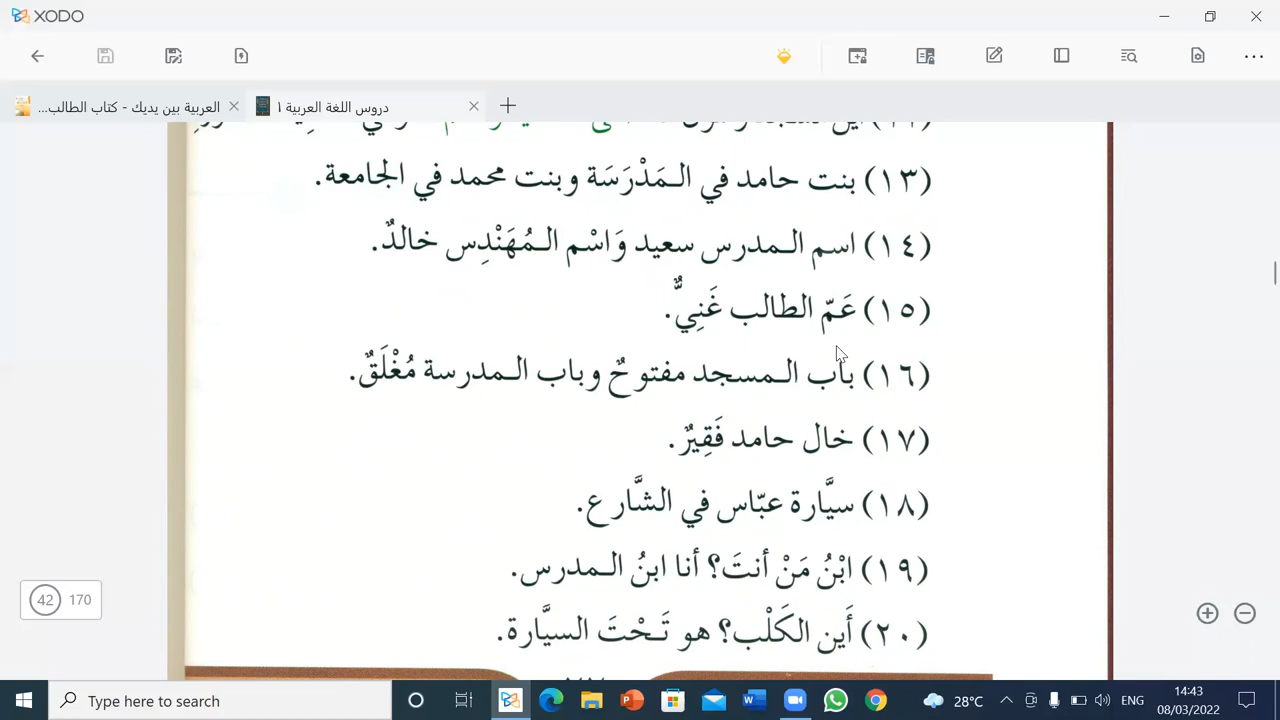 XODO
العربية بين يديك - كتاب الطالب...
دروس اللغة العربية ١
(١٣) بنت حامد في الـمَدْرَسَة وبنت محمد في الجامعة.
(١٤) اسم الـمدرس سعيد وَاسْم الـمُهَنْدِس خالدٌ.
(١٥) عَمّ الطالب غَنِيٌّ.
(١٦) باب الـمسجد مفتوحٌ وباب الـمدرسة مُغْلَقٌ.
(١٧) خال حامد فَقِيرٌ.
(١٨) سيَّارة عبّاس في الشَّارع.
(١٩) ابْنُ مَنْ أنتَ؟ أنا ابنُ الـمدرس.
(٢٠) أَين الكَلْب؟ هو تَـحْتَ السيَّارة.
42 170
Type here to search
28°C
ENG
14:43
08/03/2022